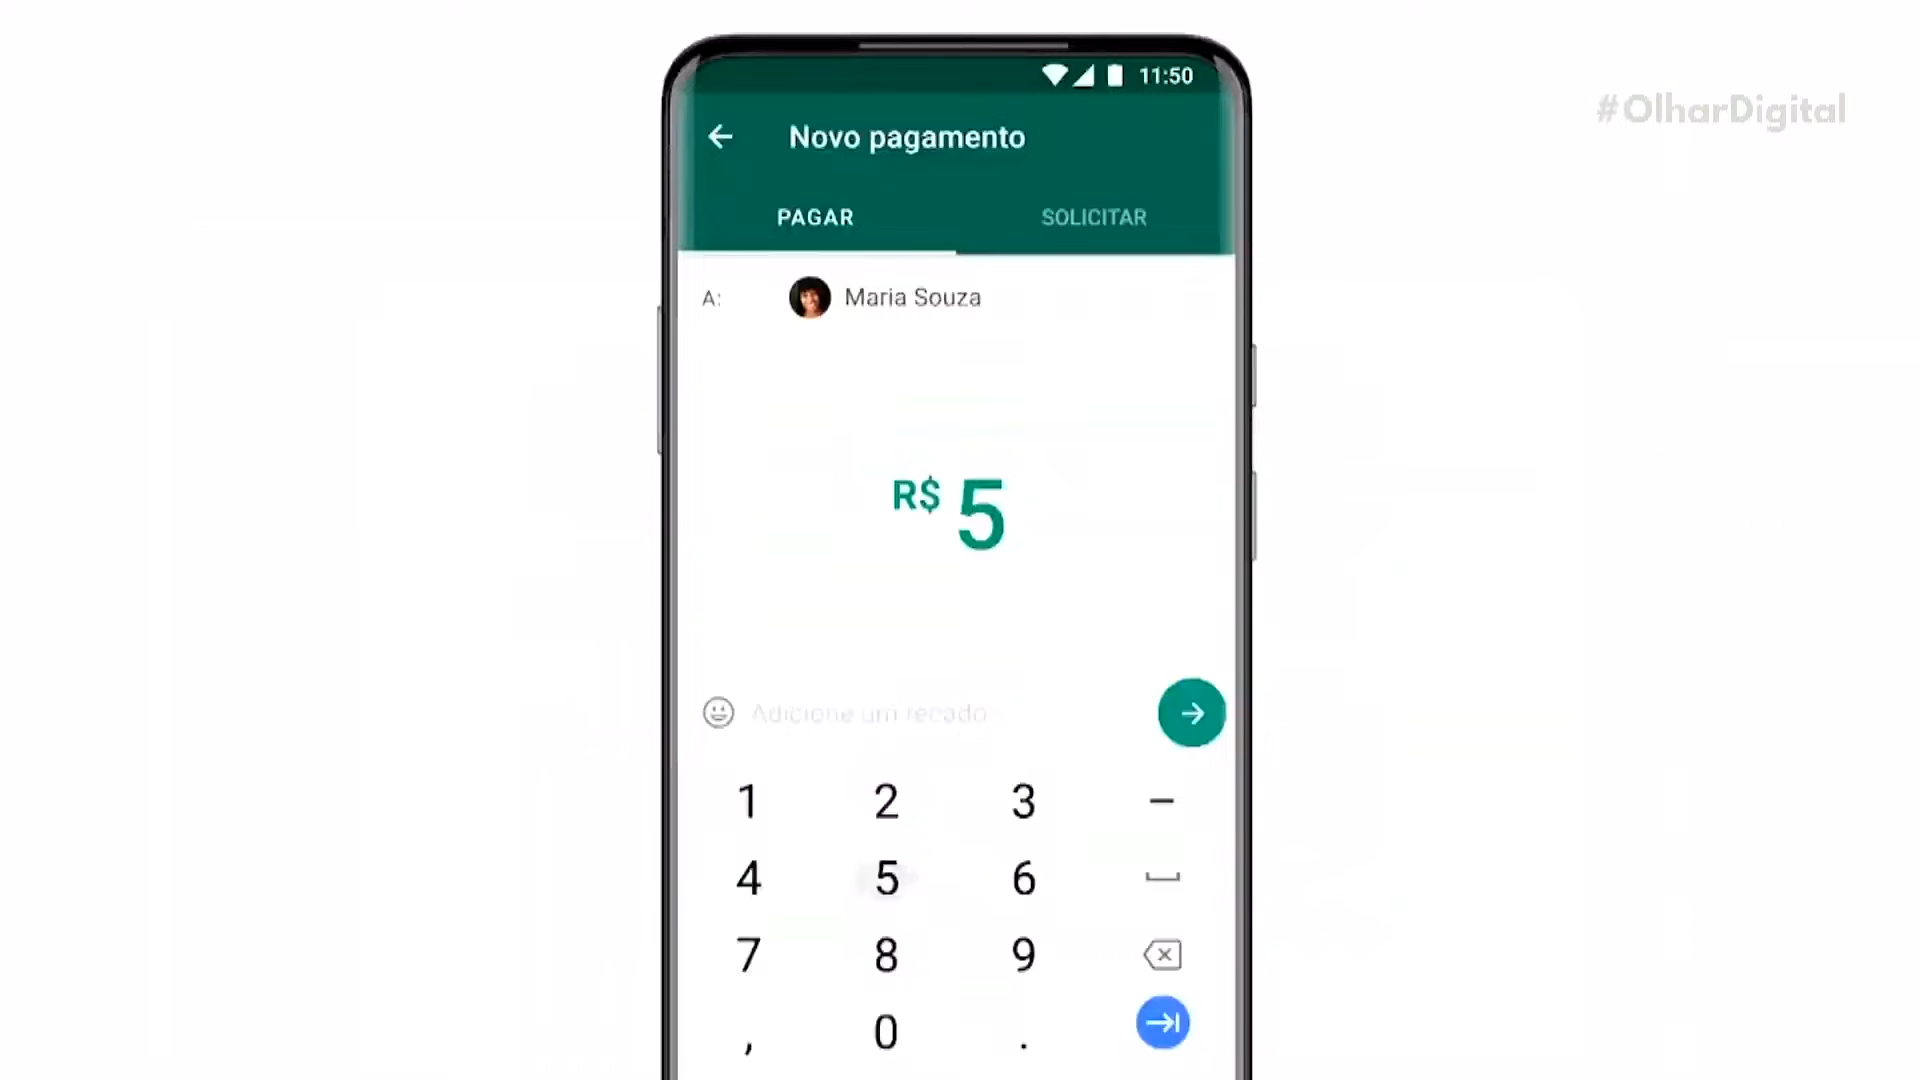 11:50
#OlharDigital
Novo pagamento
PAGAR
SOLICITAR
A:
Maria Souza
R$ 5
Adicione um recado
1 2 3 –
4 5 6
7 8 9
, 0 .